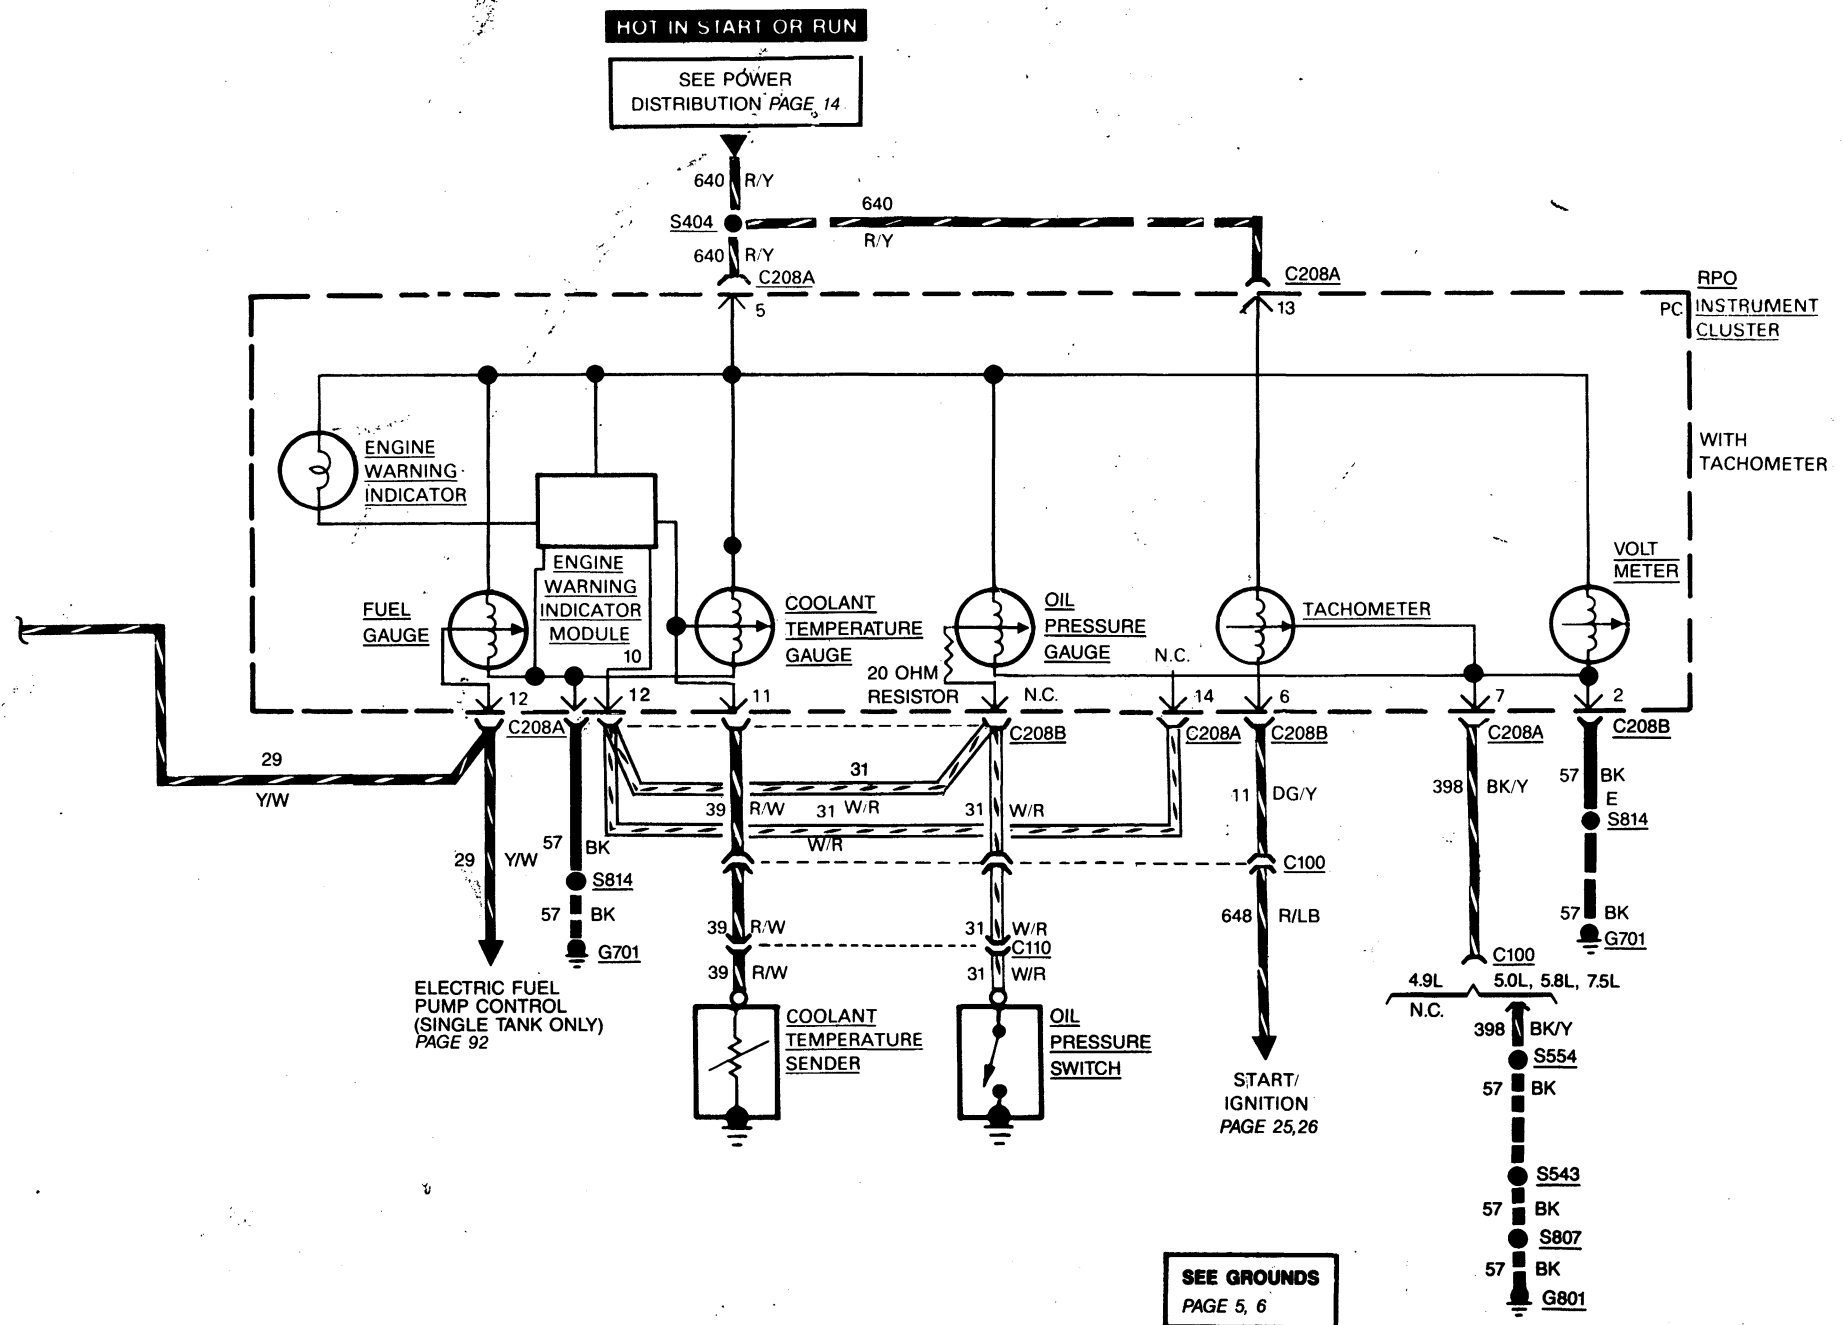 HOT IN START OR RUN
SEE POWER
DISTRIBUTION PAGE 14
640 R/Y
S404
640
R/Y
640 R/Y
C208A
C208A
5
13
RPO
PC INSTRUMENT
CLUSTER
WITH
TACHOMETER
ENGINE
WARNING
INDICATOR
ENGINE
WARNING
INDICATOR
MODULE
FUEL
GAUGE
COOLANT
TEMPERATURE
GAUGE
OIL
PRESSURE
GAUGE
20 OHM
RESISTOR
TACHOMETER
VOLT
METER
10
N.C.
12
12
11
N.C.
14
6
7
2
C208A
C208B
C208A
C208B
C208A
C208B
29
Y/W
31
W/R
31
W/R
39 R/W
31 W/R
11 DG/Y
398 BK/Y
57 BK
E
S814
57 BK
29 Y/W
S814
57 BK
G701
C100
648 R/LB
57 BK
G701
39 R/W
31 W/R
C110
39 R/W
31 W/R
C100
4.9L
5.0L, 5.8L, 7.5L
N.C.
ELECTRIC FUEL
PUMP CONTROL
(SINGLE TANK ONLY)
PAGE 92
COOLANT
TEMPERATURE
SENDER
OIL
PRESSURE
SWITCH
START/
IGNITION
PAGE 25,26
398 BK/Y
S554
57 BK
S543
57 BK
S807
57 BK
G801
SEE GROUNDS
PAGE 5, 6